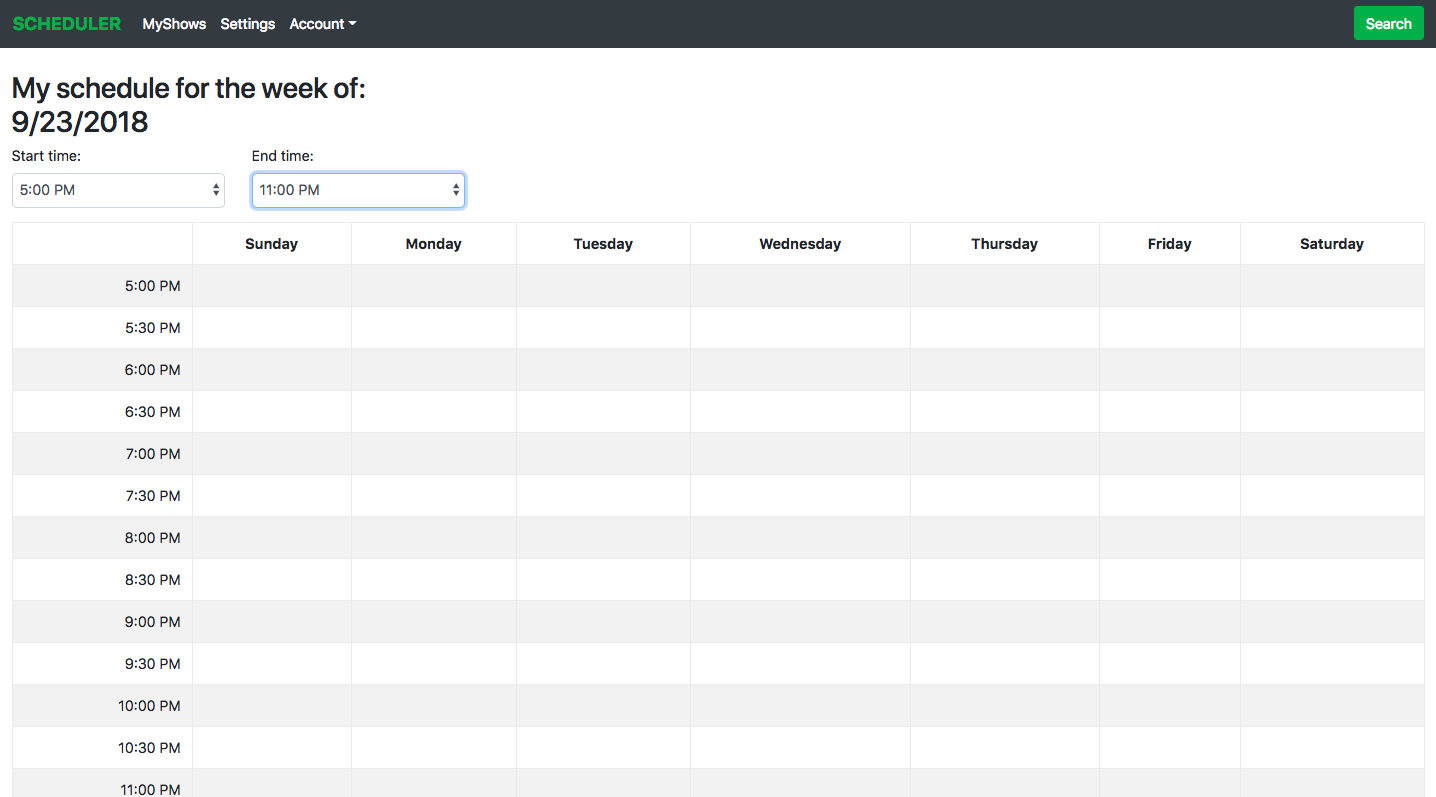 SCHEDULER MyShows Settings Account Search
My schedule for the week of:
9/23/2018
Start time: End time:
5:00 PM 11:00 PM
Sunday Monday Tuesday Wednesday Thursday Friday Saturday
5:00 PM
5:30 PM
6:00 PM
6:30 PM
7:00 PM
7:30 PM
8:00 PM
8:30 PM
9:00 PM
9:30 PM
10:00 PM
10:30 PM
11:00 PM